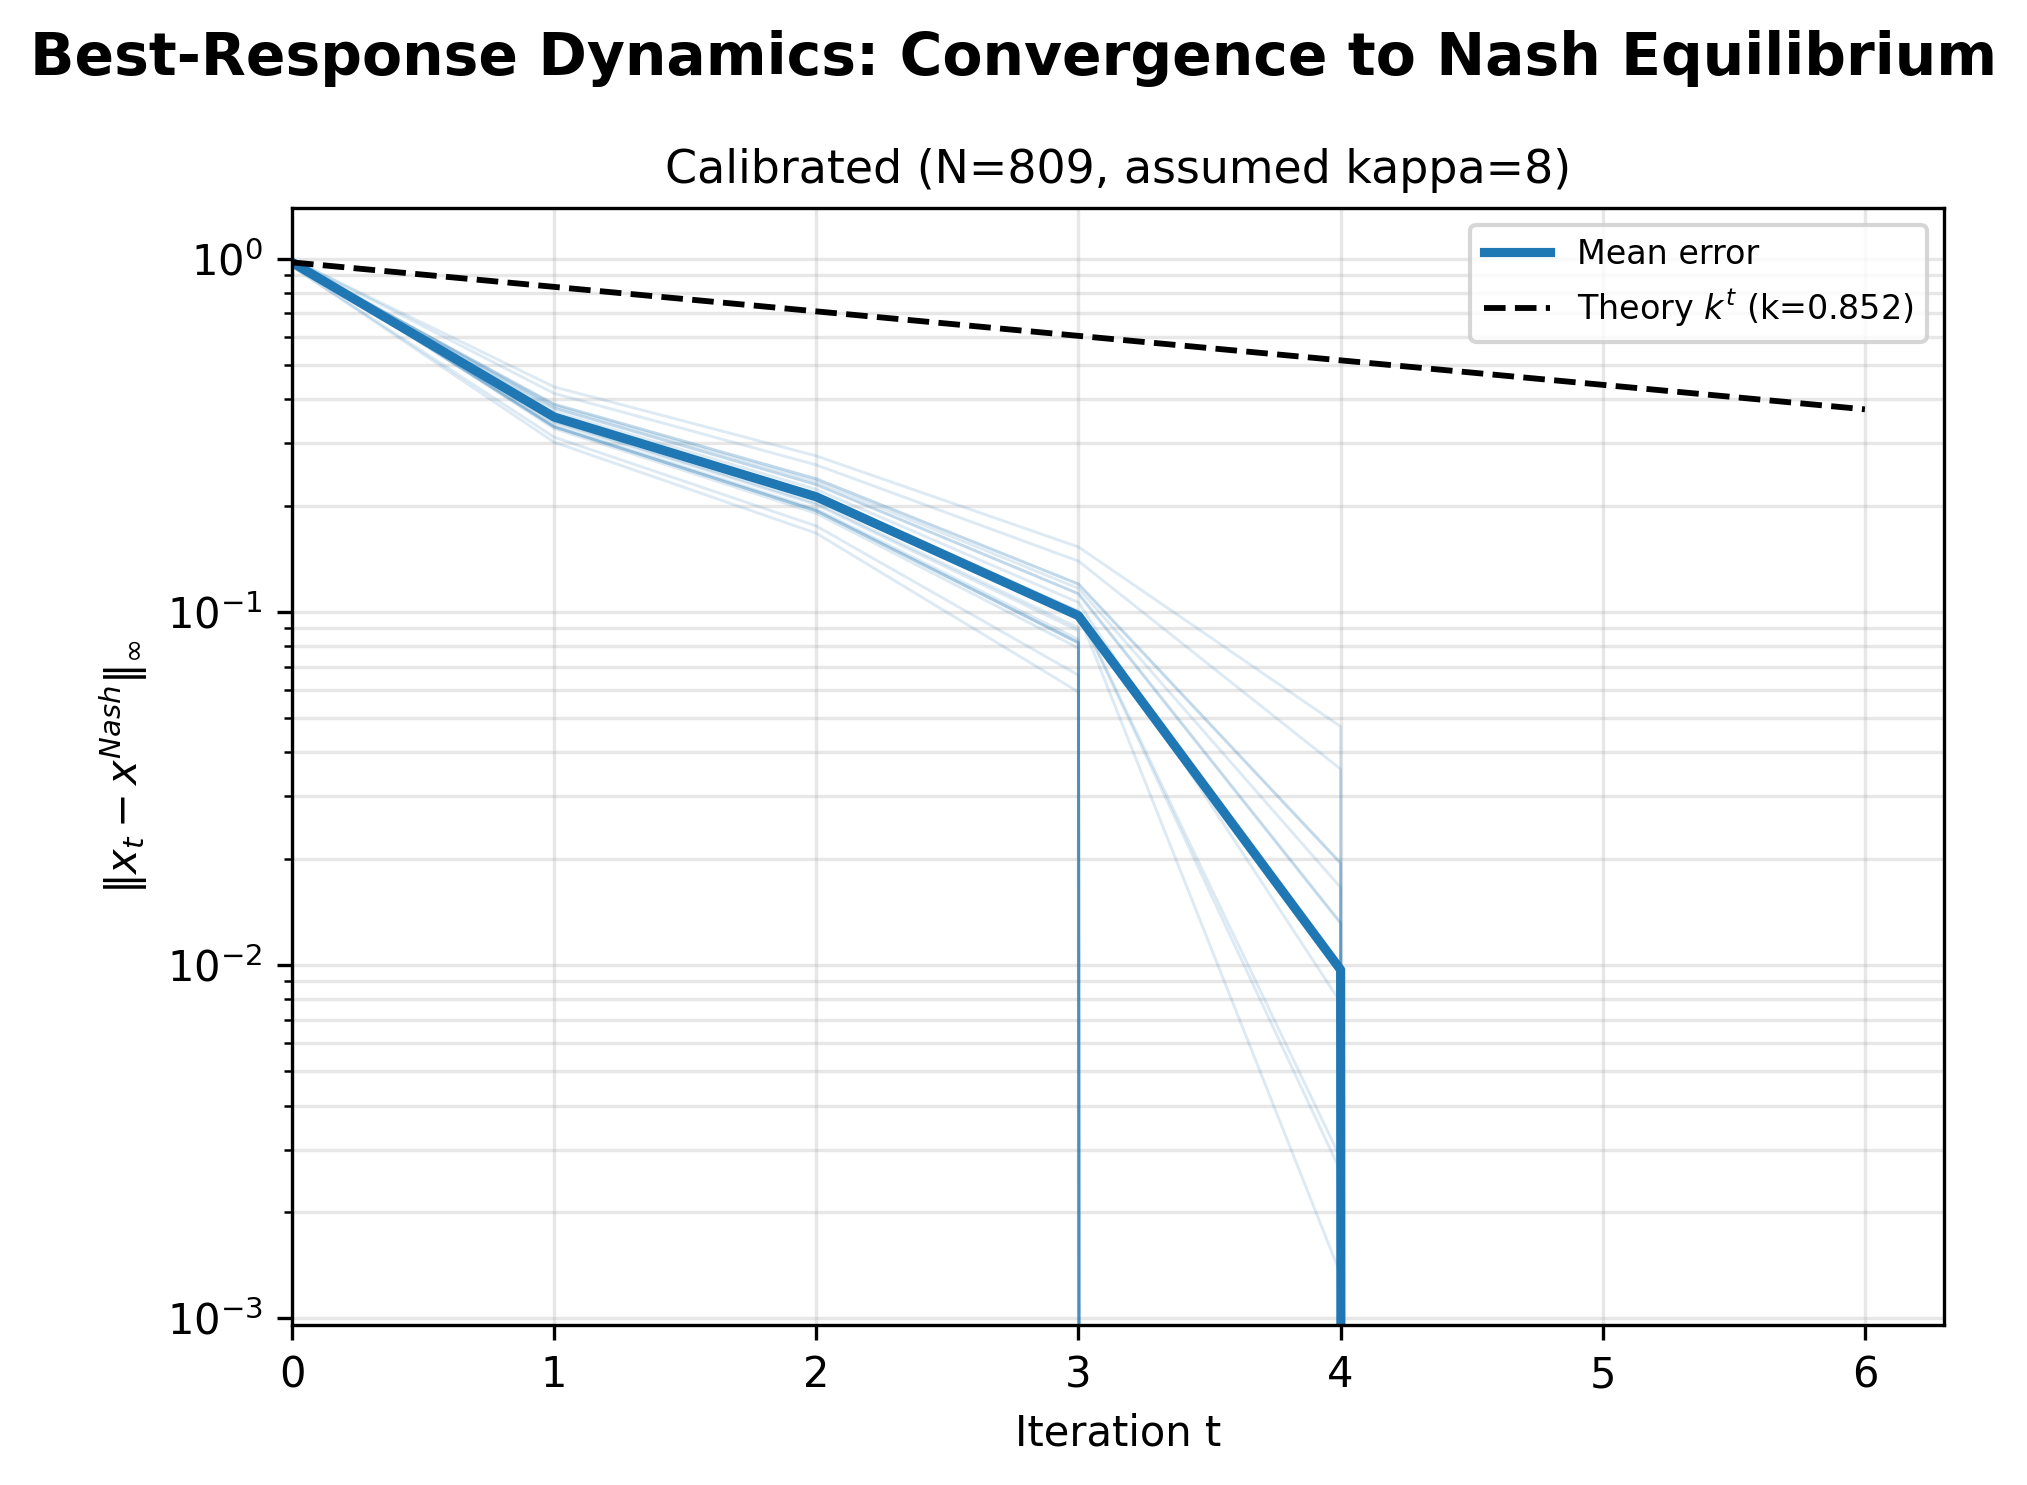 Best-Response Dynamics: Convergence to Nash Equilibrium
Calibrated (N=809, assumed kappa=8)
Mean error
Theory k^t (k=0.852)
10^0
10^-1
10^-2
10^-3
‖x_t − x^Nash‖_∞
0 1 2 3 4 5 6
Iteration t